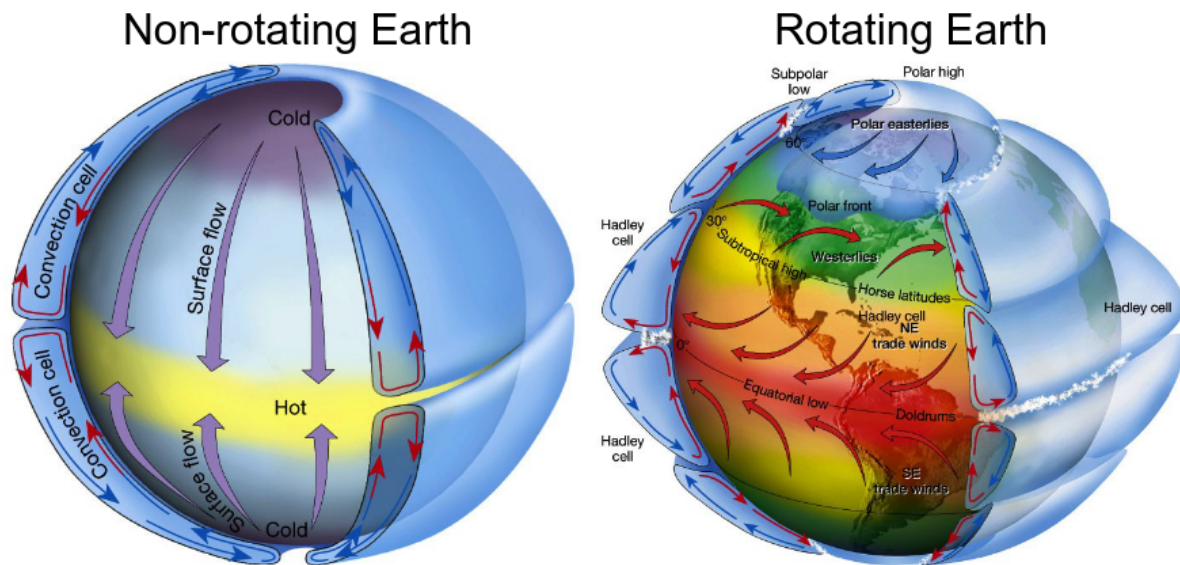 Non-rotating Earth
Cold
Convection cell
Surface flow
Hot
Convection cell
Surface flow
Cold
Rotating Earth
Subpolar
low
Polar high
Polar easterlies
60°
Hadley
cell
30°
Polar front
Subtropical high
Westerlies
Horse latitudes
Hadley cell
Hadley cell
NE
trade winds
0°
Equatorial low
Doldrums
Hadley
cell
SE
trade winds